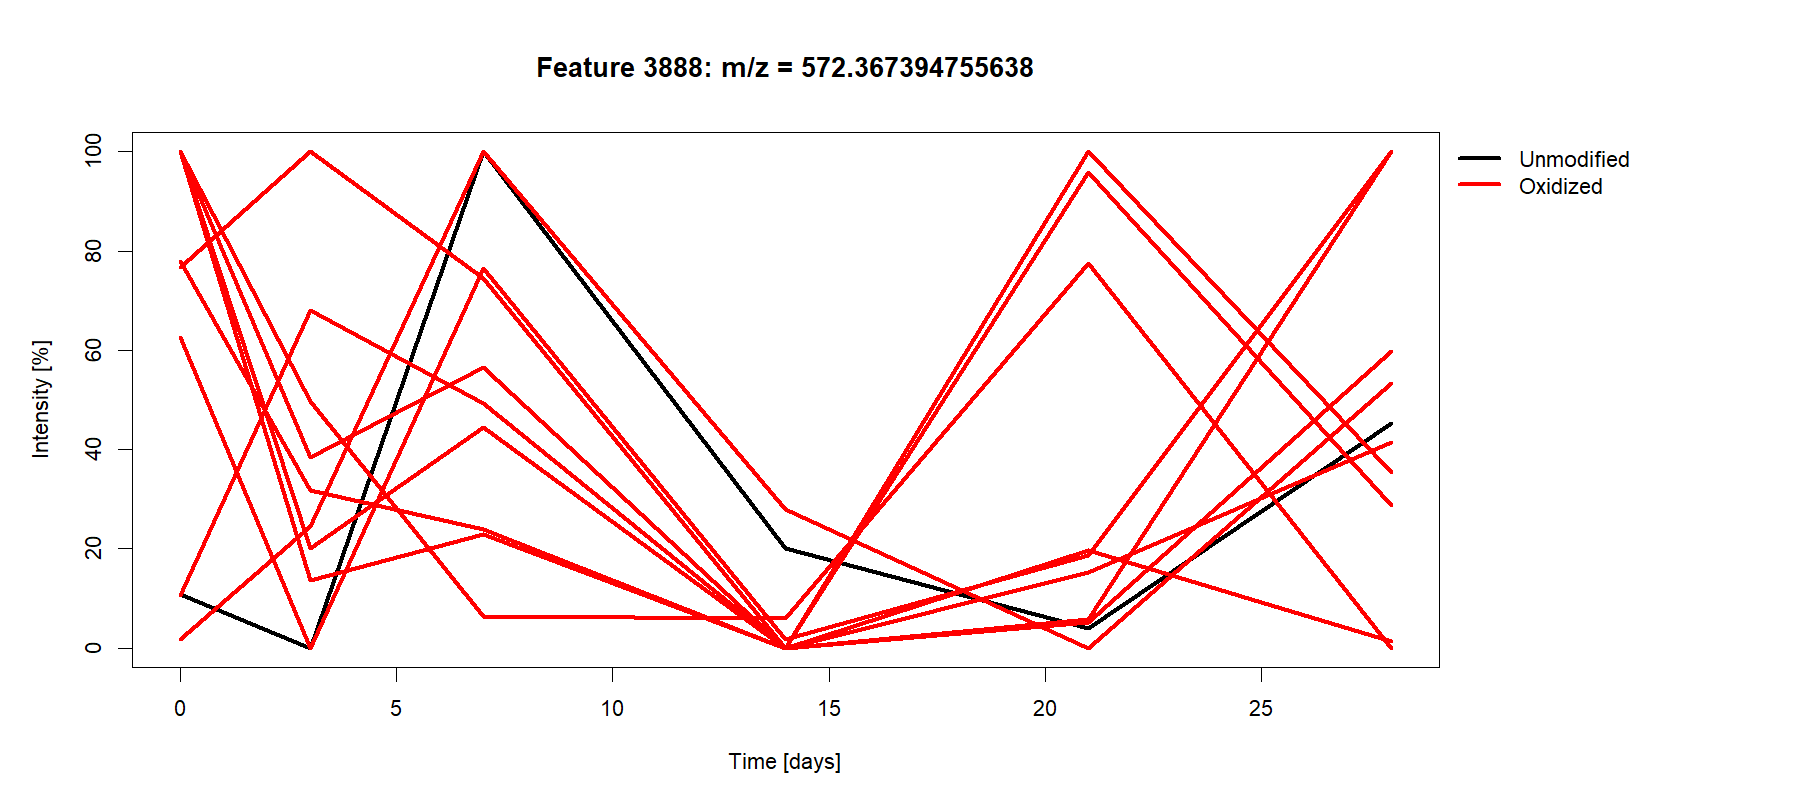 Feature 3888: m/z = 572.367394755638
Unmodified
Oxidized
Intensity [%]
100
80
60
40
20
0
0 5 10 15 20 25
Time [days]